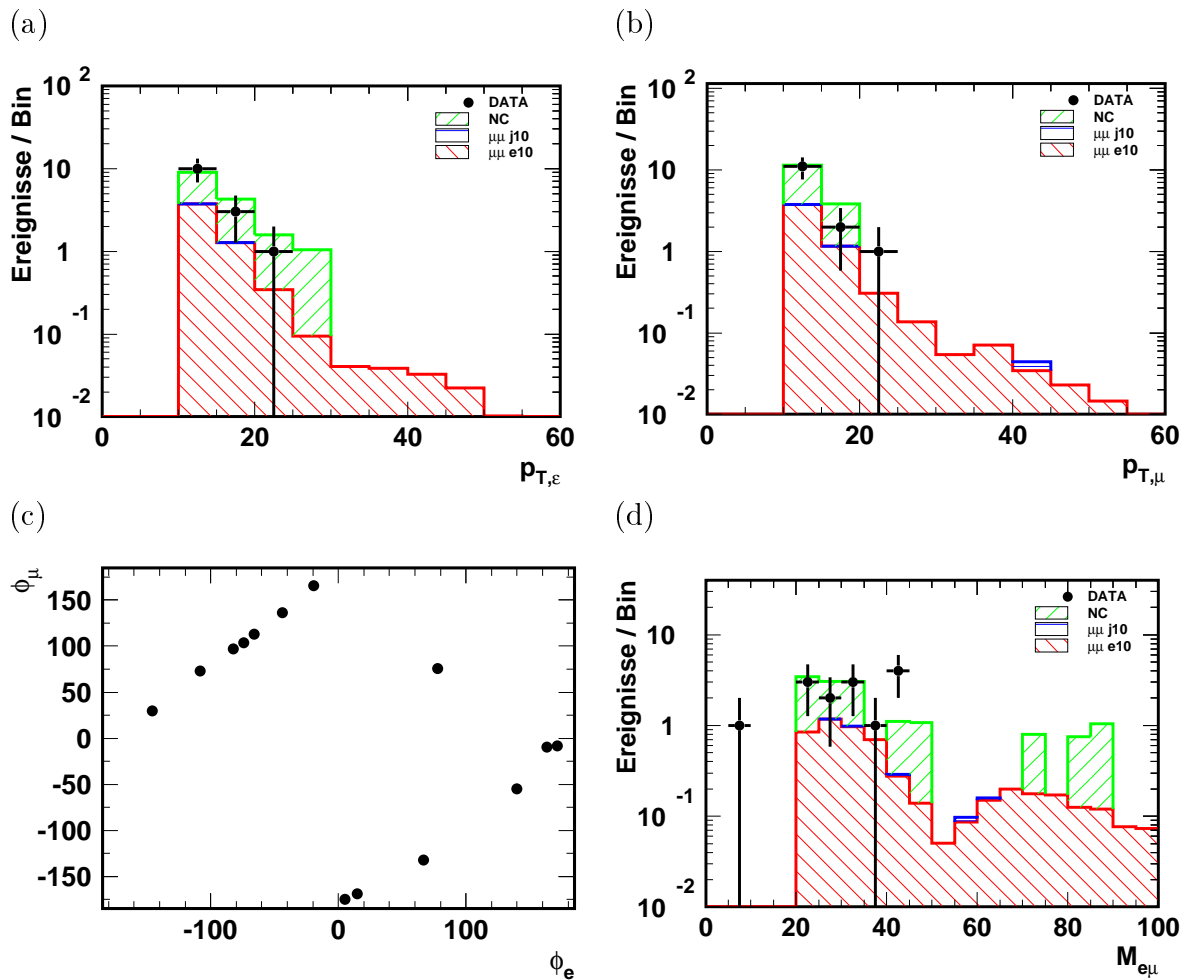 (a)
10 2
10
1
10 -1
10 -2
Ereignisse / Bin
DATA
NC
μμ j10
μμ e10
0 20 40 60
p T,ε
(b)
10 2
10
1
10 -1
10 -2
Ereignisse / Bin
DATA
NC
μμ j10
μμ e10
0 20 40 60
p T,μ
(c)
ϕμ
150
100
50
0
-50
-100
-150
-100 0 100
ϕe
(d)
10
1
10 -1
10 -2
Ereignisse / Bin
DATA
NC
μμ j10
μμ e10
0 20 40 60 80 100
M eμ